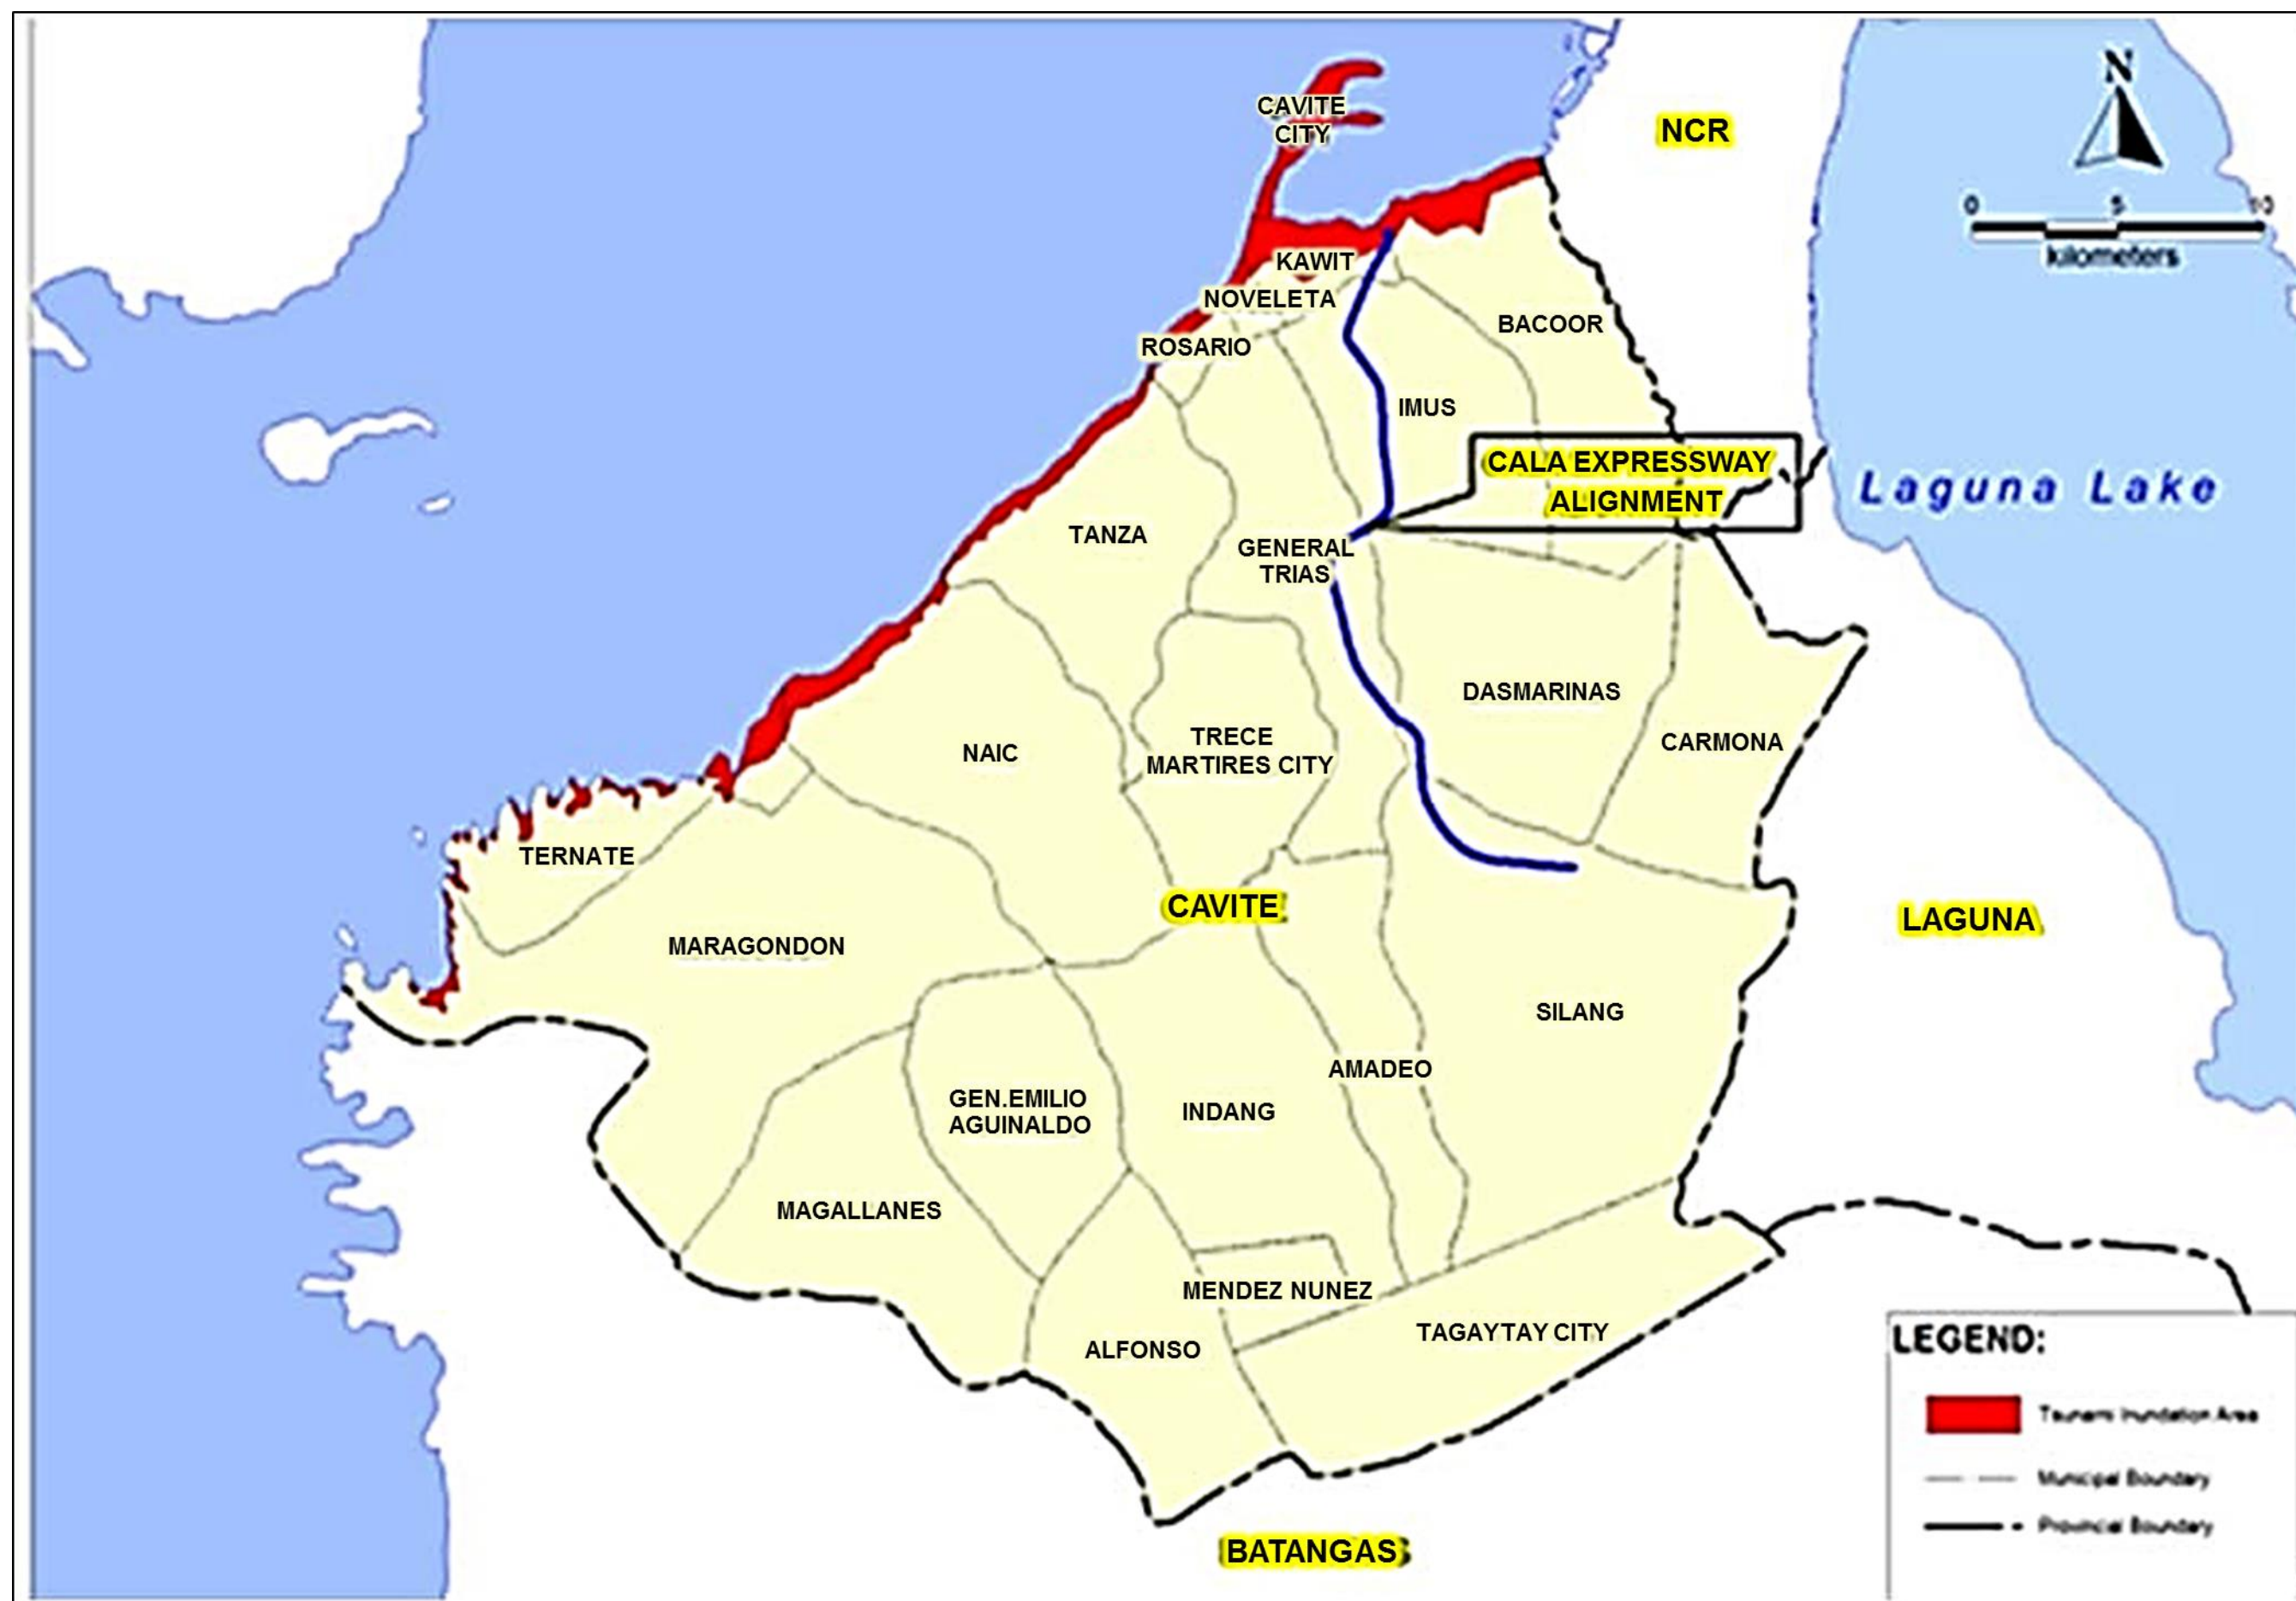 N
0 5 10
kilometers
NCR
CAVITE
CITY
KAWIT
NOVELETA
BACOOR
ROSARIO
IMUS
CALA EXPRESSWAY
ALIGNMENT
Laguna Lake
TANZA
GENERAL
TRIAS
DASMARINAS
CARMONA
NAIC
TRECE
MARTIRES CITY
TERNATE
CAVITE
LAGUNA
MARAGONDON
SILANG
AMADEO
GEN.EMILIO
AGUINALDO
INDANG
MAGALLANES
MENDEZ NUNEZ
TAGAYTAY CITY
ALFONSO
BATANGAS
LEGEND:
Tsunami Inundation Area
Municipal Boundary
Provincial Boundary